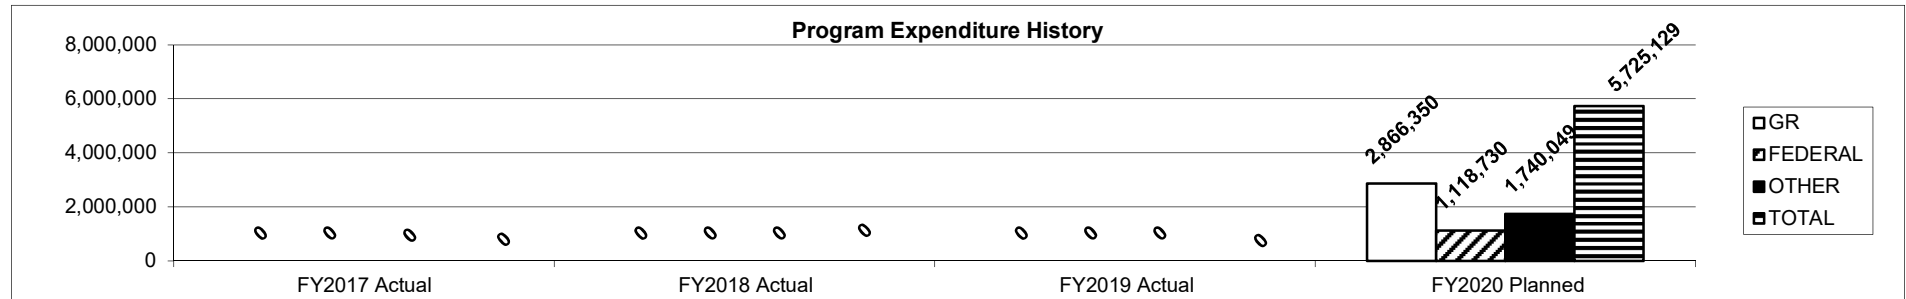 Program Expenditure History
8,000,000
6,000,000
4,000,000
2,000,000
0
0 0 0 0
0 0 0 0
0 0 0 0
2,866,350
1,118,730
1,740,049
5,725,129
FY2017 Actual
FY2018 Actual
FY2019 Actual
FY2020 Planned
GR
FEDERAL
OTHER
TOTAL